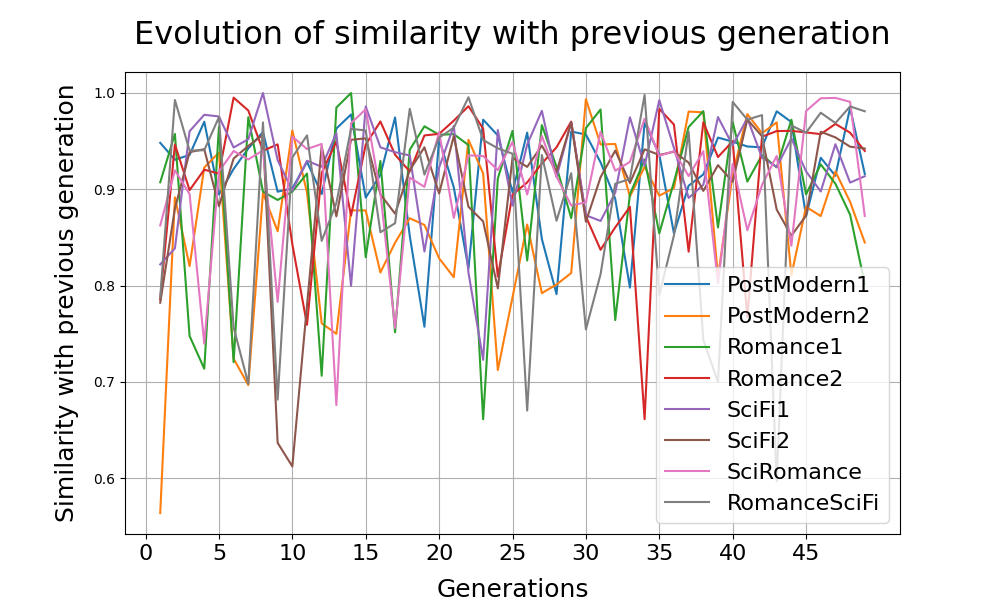 Evolution of similarity with previous generation
Similarity with previous generation
1.0
0.9
0.8
0.7
0.6
PostModern1
PostModern2
Romance1
Romance2
SciFi1
SciFi2
SciRomance
RomanceSciFi
0 5 10 15 20 25 30 35 40 45
Generations